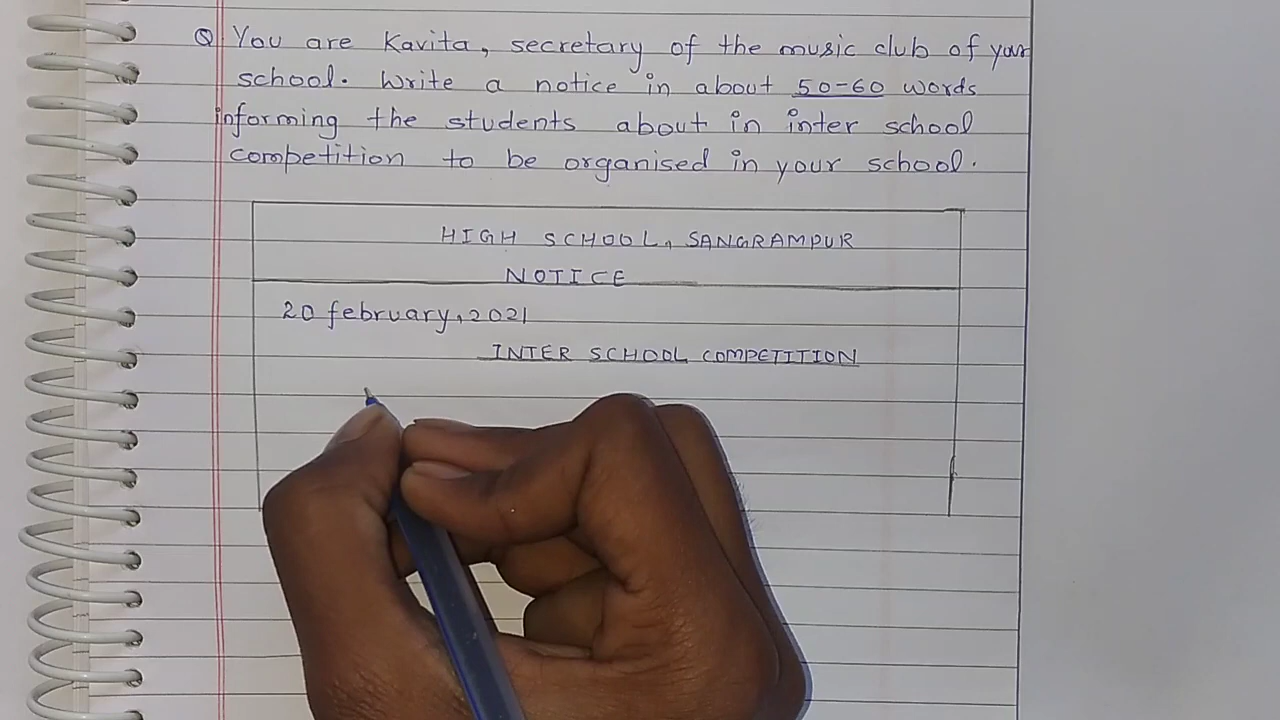 Q You are Kavita, secretary of the music club of your
school. Write a notice in about 50-60 words
informing the students about in inter school
competition to be organised in your school.
HIGH SCHOOL, SANGRAMPUR
NOTICE
20 february, 2021
INTER SCHOOL COMPETITION